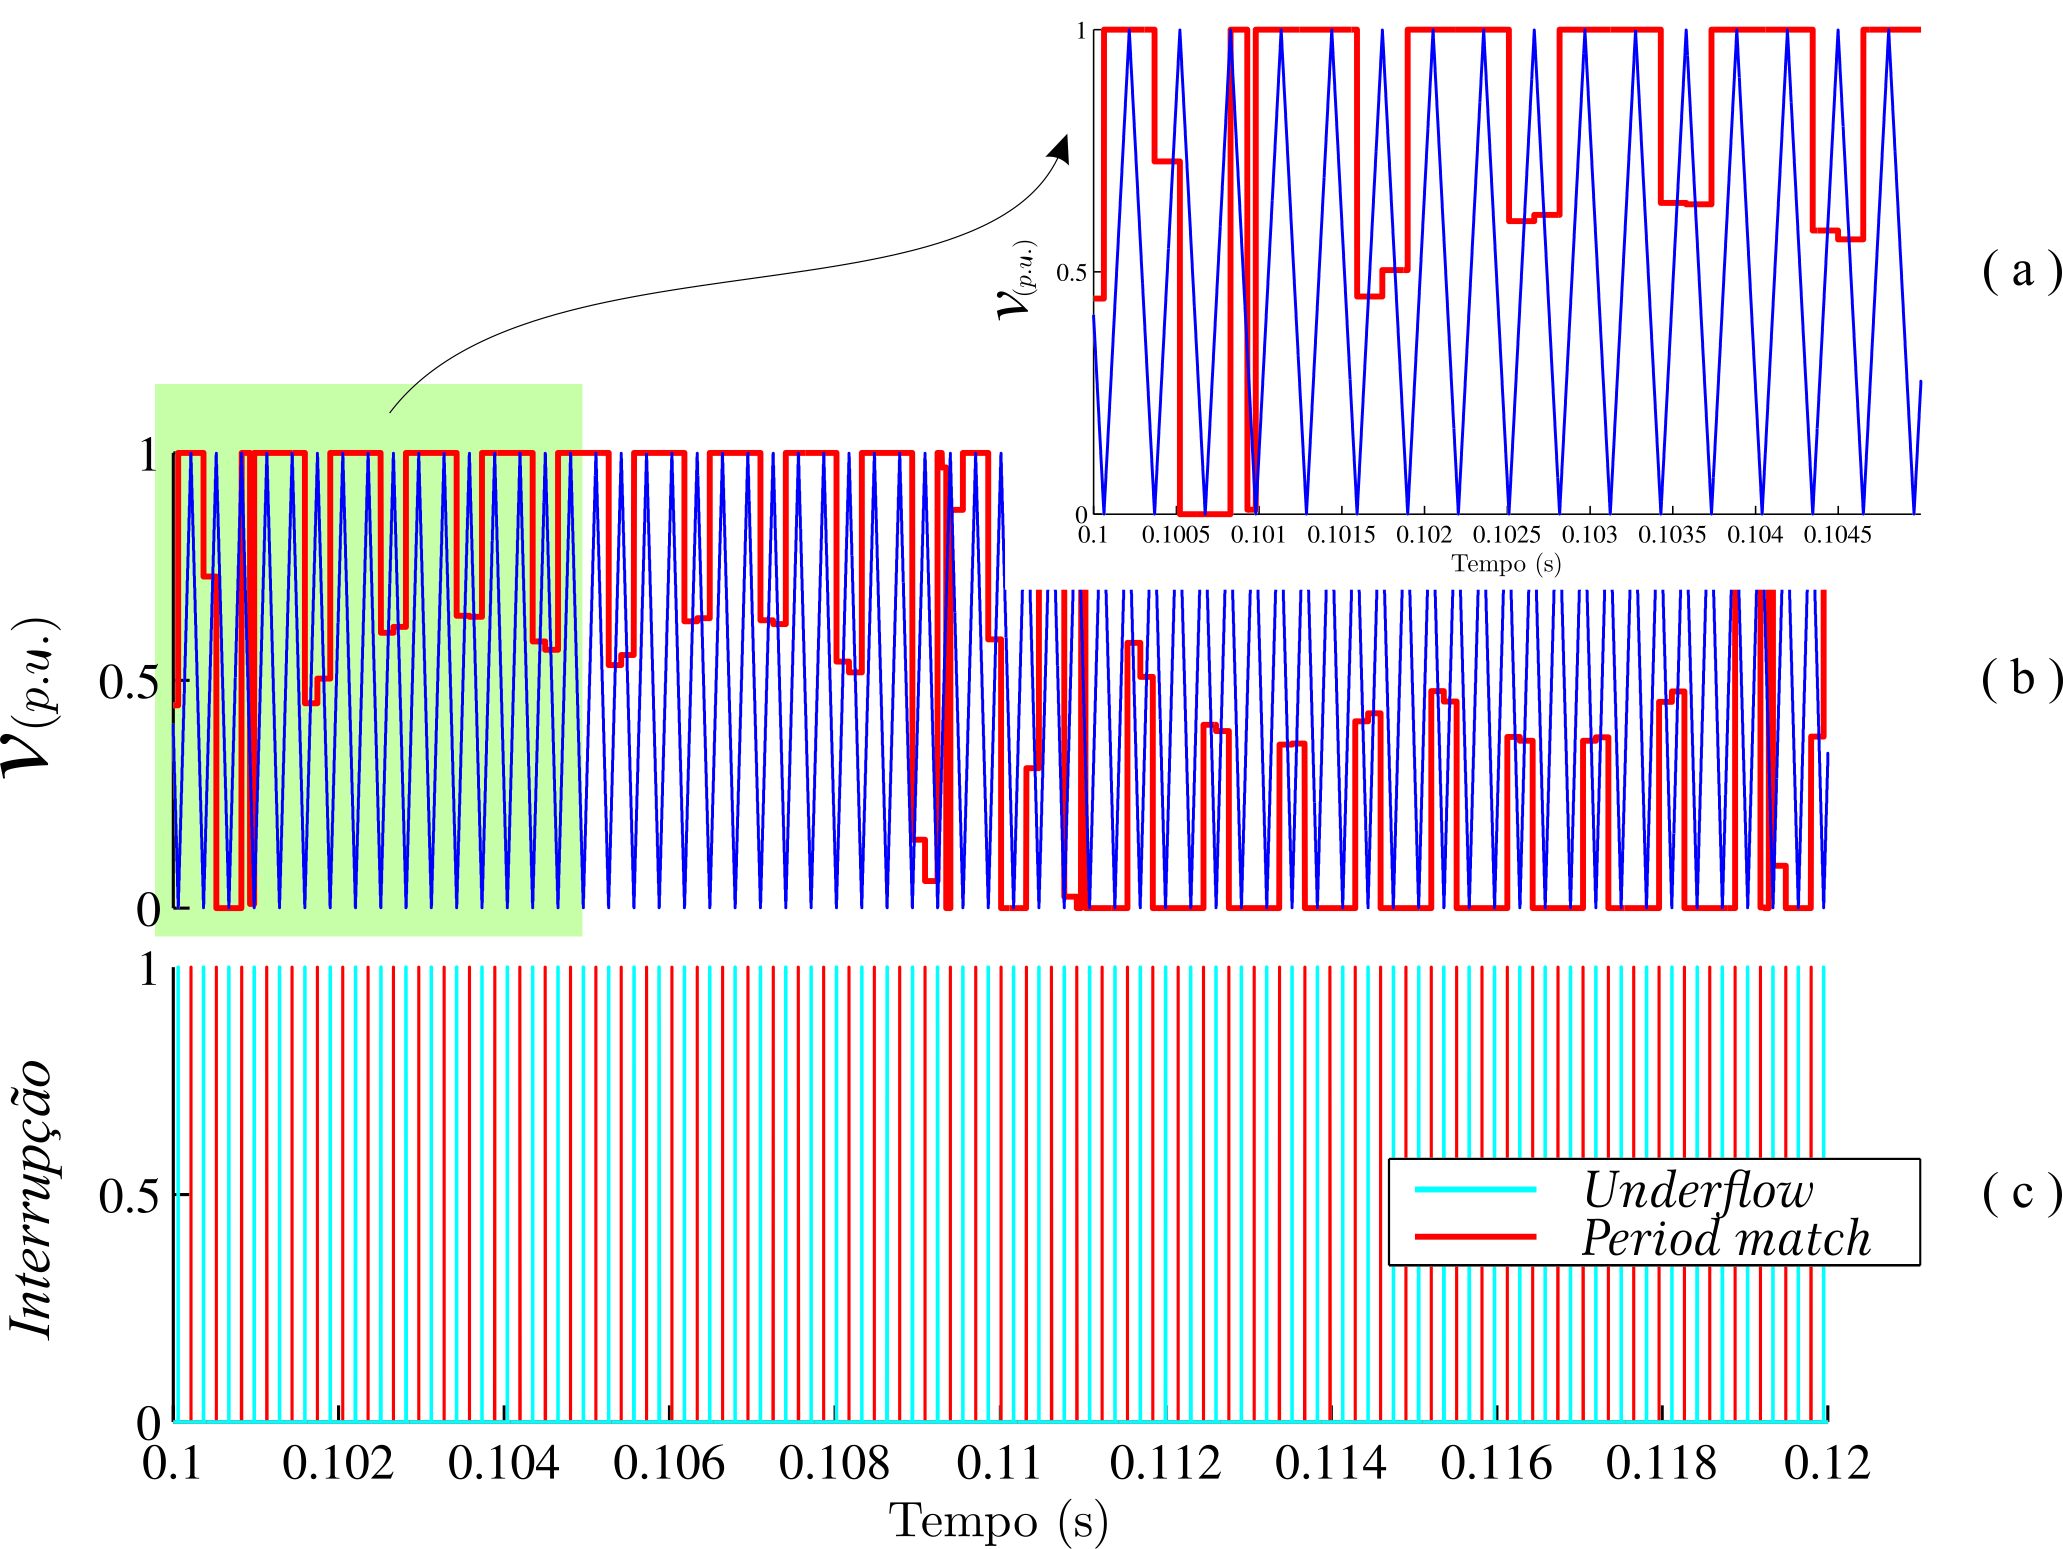 1
0.5
0
𝒱(p.u.)
0.1 0.1005 0.101 0.1015 0.102 0.1025 0.103 0.1035 0.104 0.1045
Tempo (s)
( a )
1
0.5
0
𝒱(p.u.)
( b )
1
0.5
0
Interrupção
Underflow
Period match
( c )
0.1 0.102 0.104 0.106 0.108 0.11 0.112 0.114 0.116 0.118 0.12
Tempo (s)